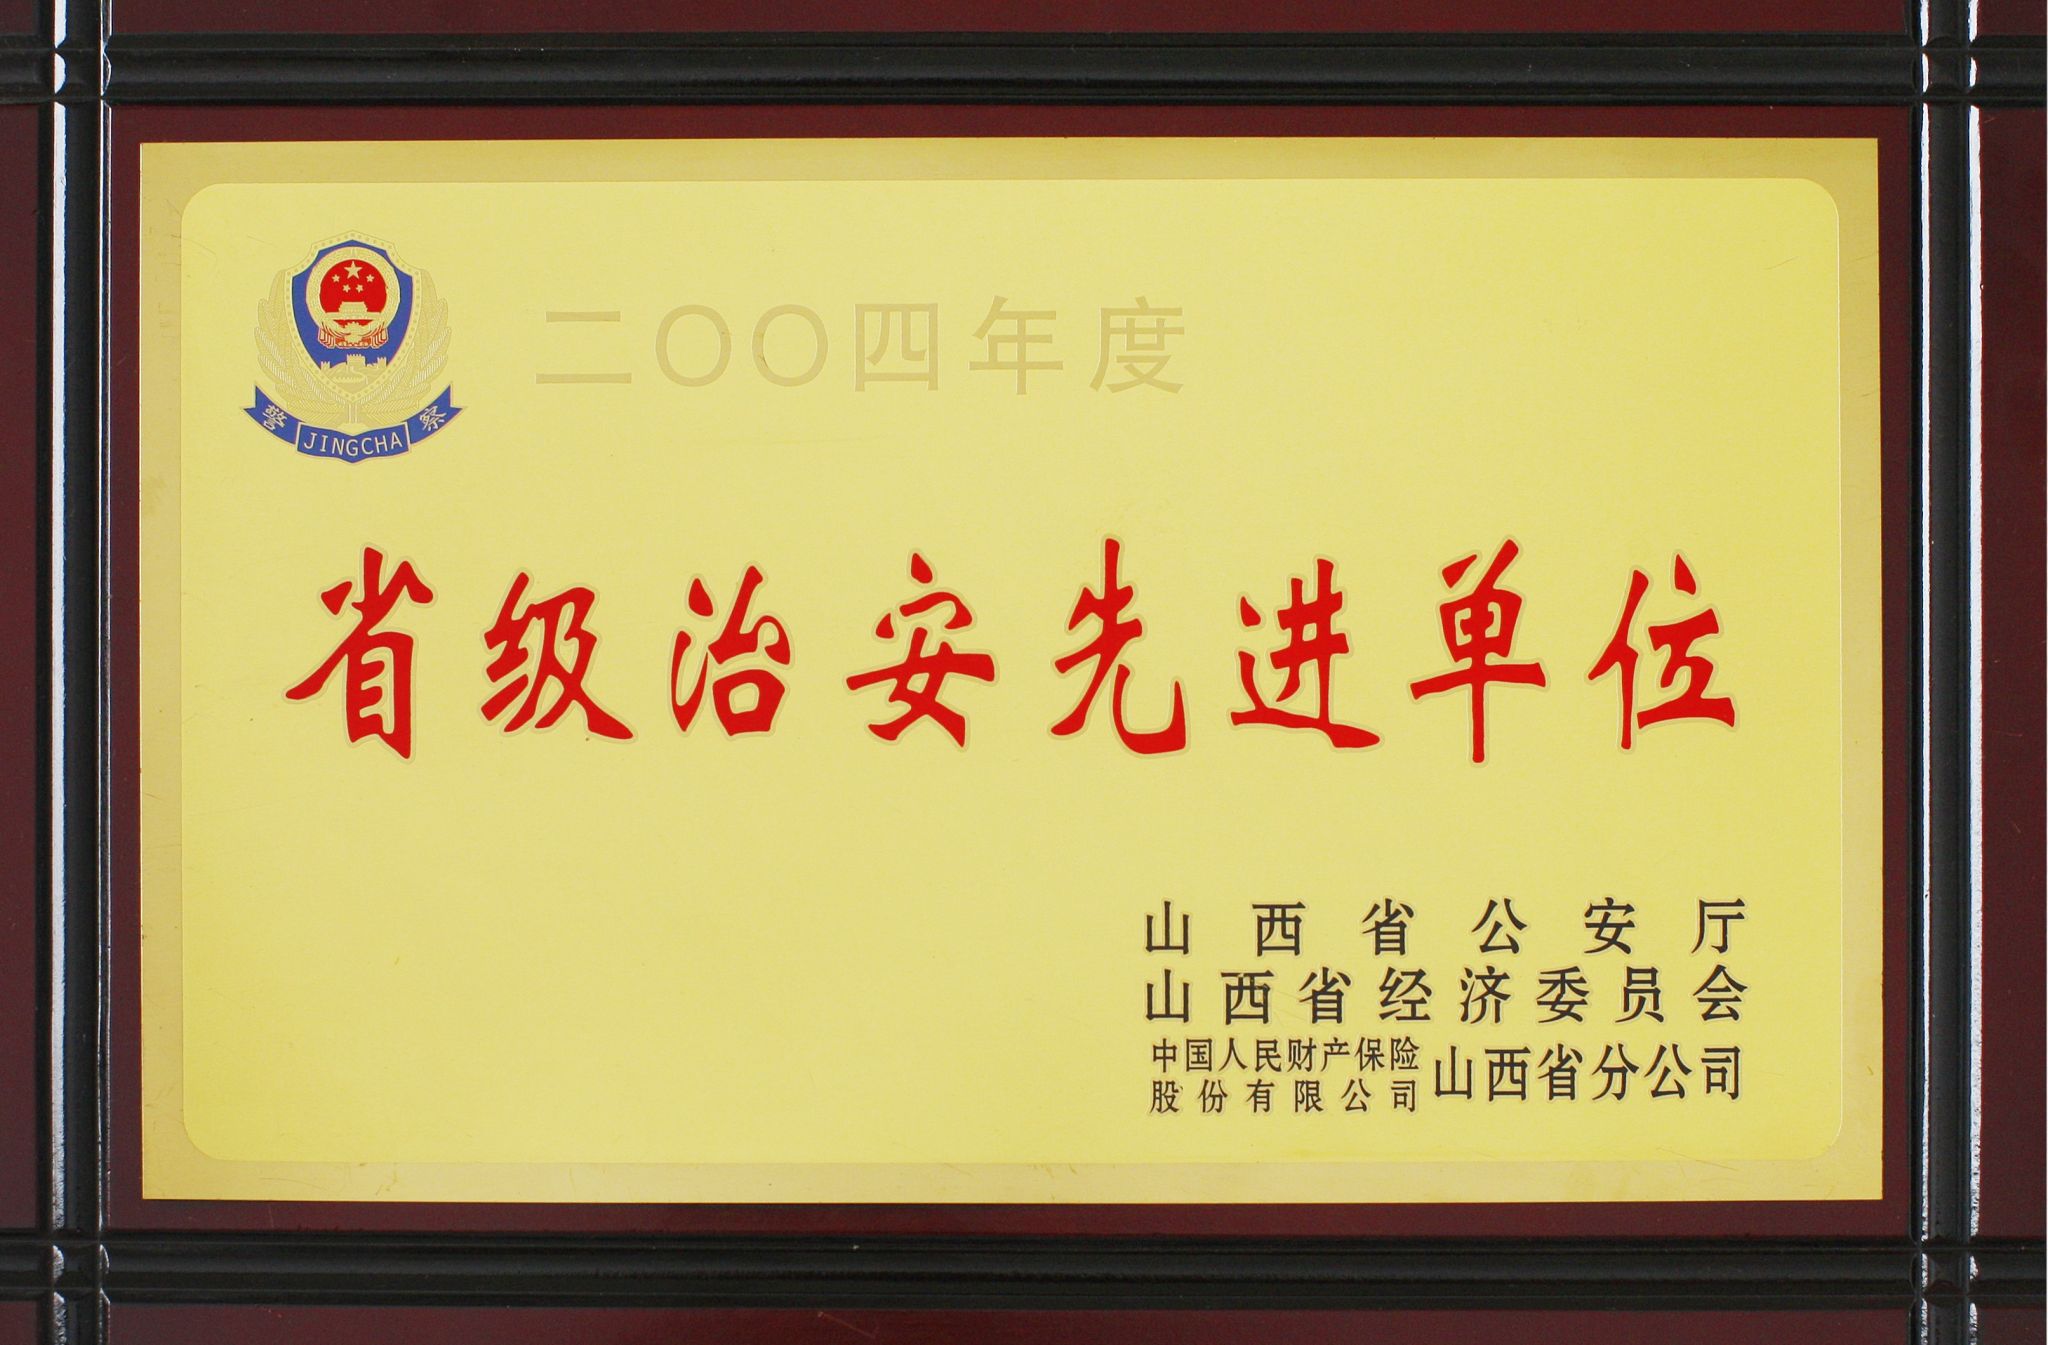 二〇〇四年度
警 JINGCHA 察
省级治安先进单位
山西省公安厅
山西省经济委员会
中国人民财产保险
股份有限公司 山西省分公司